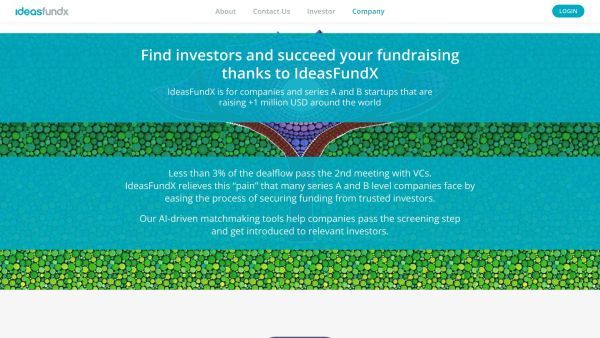 ideasfundx
About Contact Us Investor Company
LOGIN
Find investors and succeed your fundraising
thanks to IdeasFundX
IdeasFundX is for companies and series A and B startups that are
raising +1 million USD around the world
Less than 3% of the dealflow pass the 2nd meeting with VCs.
IdeasFundX relieves this “pain” that many series A and B level companies face by
easing the process of securing funding from trusted investors.
Our AI-driven matchmaking tools help companies pass the screening step
and get introduced to relevant investors.